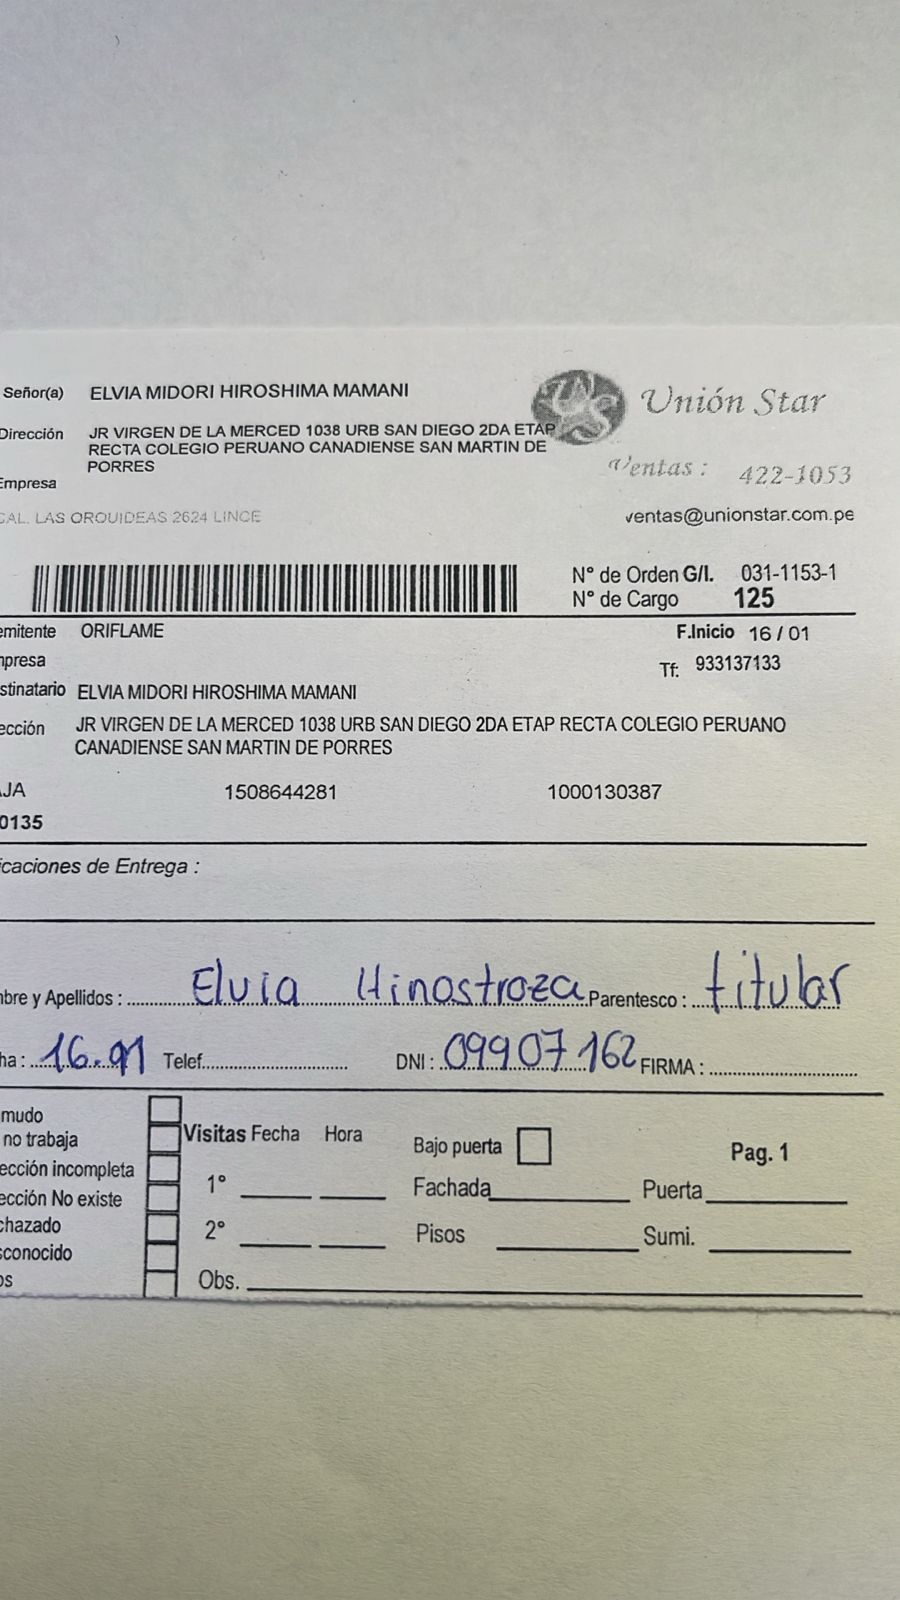 Señor(a) ELVIA MIDORI HIROSHIMA MAMANI
Unión Star
Dirección JR VIRGEN DE LA MERCED 1038 URB SAN DIEGO 2DA ETAP
RECTA COLEGIO PERUANO CANADIENSE SAN MARTIN DE
PORRES
Ventas : 422-1053
Empresa
CAL. LAS ORQUIDEAS 2624 LINCE
ventas@unionstar.com.pe
N° de Orden G/I. 031-1153-1
N° de Cargo 125
emitente ORIFLAME
F.Inicio 16 / 01
mpresa
Tf: 933137133
stinatario ELVIA MIDORI HIROSHIMA MAMANI
ección JR VIRGEN DE LA MERCED 1038 URB SAN DIEGO 2DA ETAP RECTA COLEGIO PERUANO
CANADIENSE SAN MARTIN DE PORRES
AJA 1508644281 1000130387
0135
icaciones de Entrega :
bre y Apellidos : Elvia Hinostroza Parentesco : titular
ha : 16.01 Telef. DNI : 09907162 FIRMA :
mudo
no trabaja
ección incompleta
ección No existe
chazado
sconocido
os
Visitas Fecha Hora
1°
2°
Obs.
Bajo puerta
Pag. 1
Fachada Puerta
Pisos Sumi.